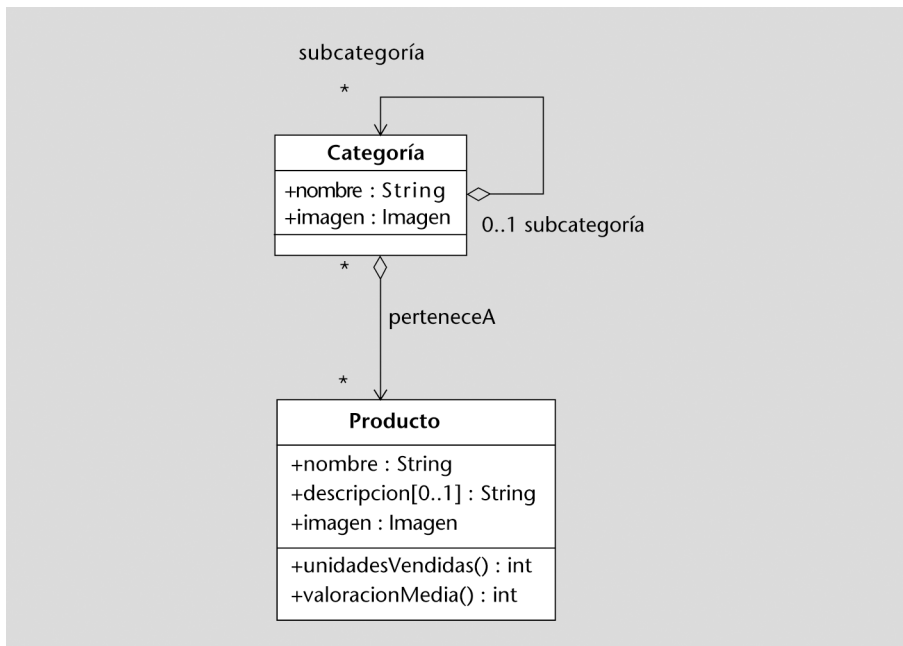 subcategoría
*
Categoría
+nombre : String
+imagen : Imagen
0..1 subcategoría
*
perteneceA
*
Producto
+nombre : String
+descripcion[0..1] : String
+imagen : Imagen
+unidadesVendidas() : int
+valoracionMedia() : int